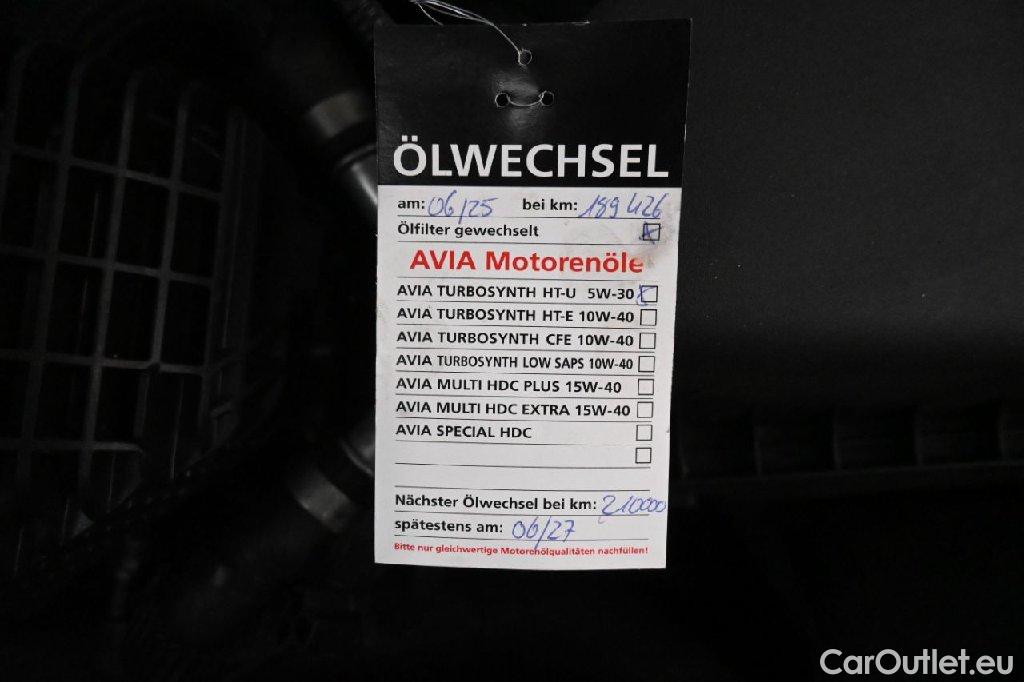 ÖLWECHSEL
am: 06/25 bei km: 189 426
Ölfilter gewechselt
AVIA Motorenöle
AVIA TURBOSYNTH HT-U 5W-30
AVIA TURBOSYNTH HT-E 10W-40
AVIA TURBOSYNTH CFE 10W-40
AVIA TURBOSYNTH LOW SAPS 10W-40
AVIA MULTI HDC PLUS 15W-40
AVIA MULTI HDC EXTRA 15W-40
AVIA SPECIAL HDC
Nächster Ölwechsel bei km: 210000
spätestens am: 06/27
Bitte nur gleichwertige Motorenölqualitäten nachfüllen!
CarOutlet.eu